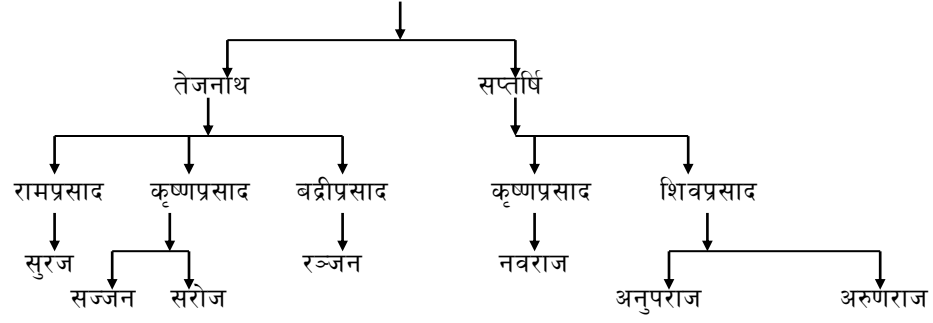 तेजनाथ सप्तर्षि
रामप्रसाद कृष्णप्रसाद बद्रीप्रसाद कृष्णप्रसाद शिवप्रसाद
सुरज रञ्जन नवराज
सज्जन सरोज अनुपराज अरुणराज